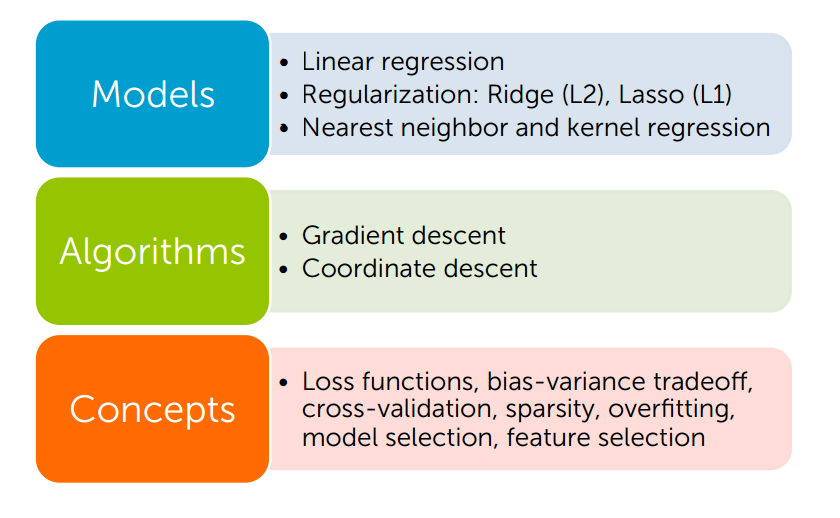 Models
• Linear regression
• Regularization: Ridge (L2), Lasso (L1)
• Nearest neighbor and kernel regression
Algorithms
• Gradient descent
• Coordinate descent
Concepts
• Loss functions, bias-variance tradeoff,
cross-validation, sparsity, overfitting,
model selection, feature selection